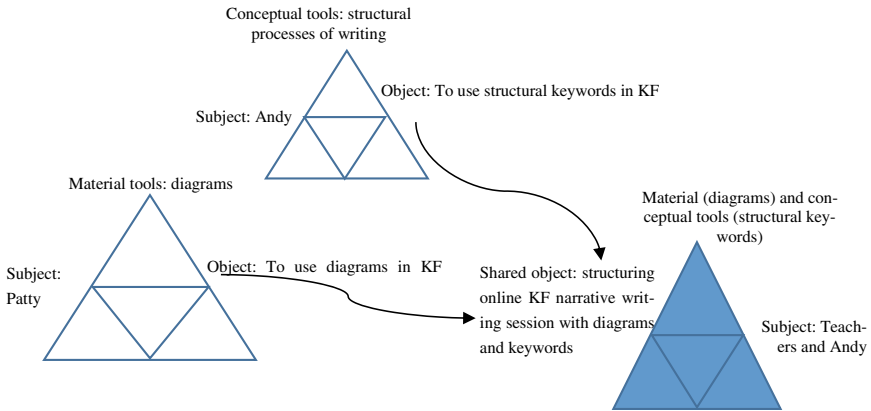 Conceptual tools: structural
processes of writing
Object: To use structural keywords in KF
Subject: Andy
Material tools: diagrams
Subject:
Patty
Object: To use diagrams in KF
Material (diagrams) and con-
ceptual tools (structural key-
words)
Shared object: structuring
online KF narrative writ-
ing session with diagrams
and keywords
Subject: Teach-
ers and Andy